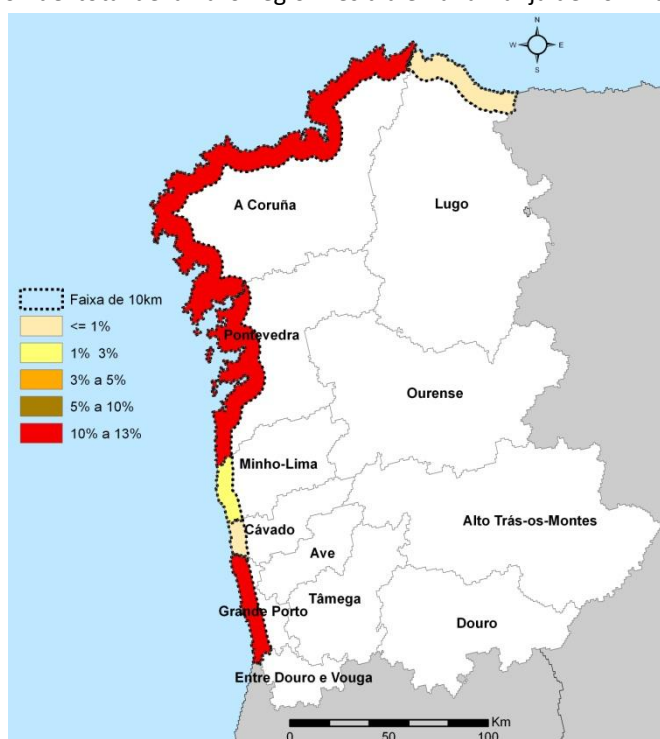 N
W E
S
A Coruña
Lugo
Faixa de 10km
<= 1%
1% 3%
3% a 5%
5% a 10%
10% a 13%
Pontevedra
Ourense
Minho-Lima
Cávado
Alto Trás-os-Montes
Ave
Tâmega
Grande Porto
Douro
Entre Douro e Vouga
Km
0 50 100